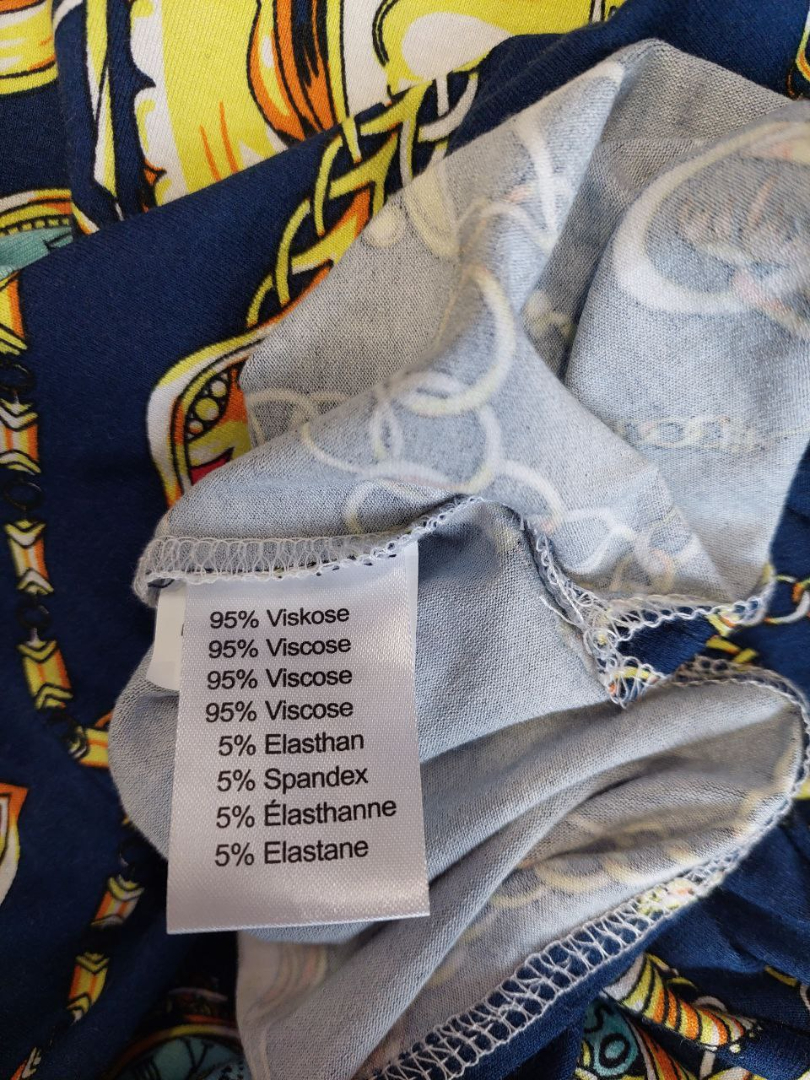 95% Viskose
95% Viscose
95% Viscose
95% Viscose
5% Elasthan
5% Spandex
5% Élasthanne
5% Elastane